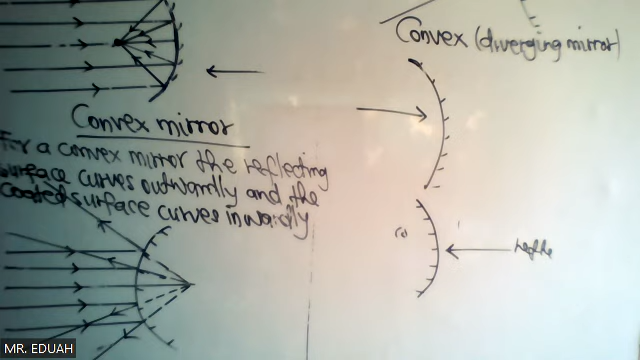 Convex (diverging mirror)
Convex mirror
For a convex mirror the reflecting
surface curves outwardly and the
coated surface curves inwardly
MR. EDUAH